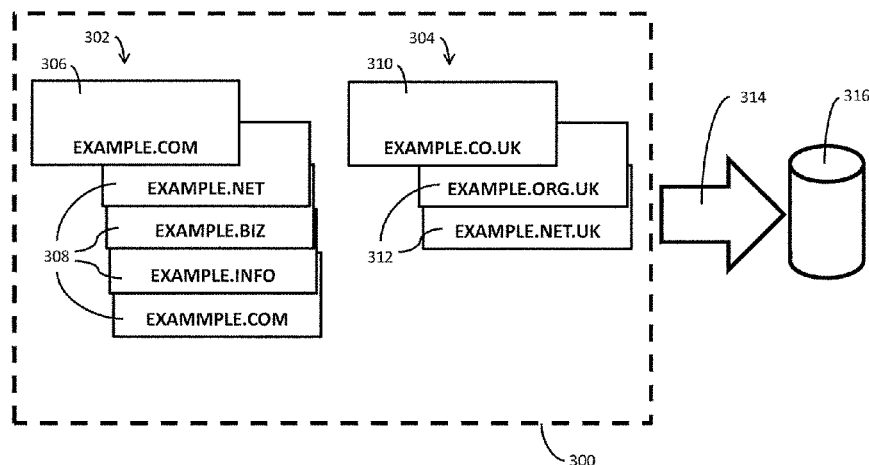 302
304
306
310
314
316
EXAMPLE.COM
EXAMPLE.CO.UK
EXAMPLE.NET
EXAMPLE.ORG.UK
EXAMPLE.BIZ
EXAMPLE.NET.UK
308
312
EXAMPLE.INFO
EXAMMPLE.COM
300